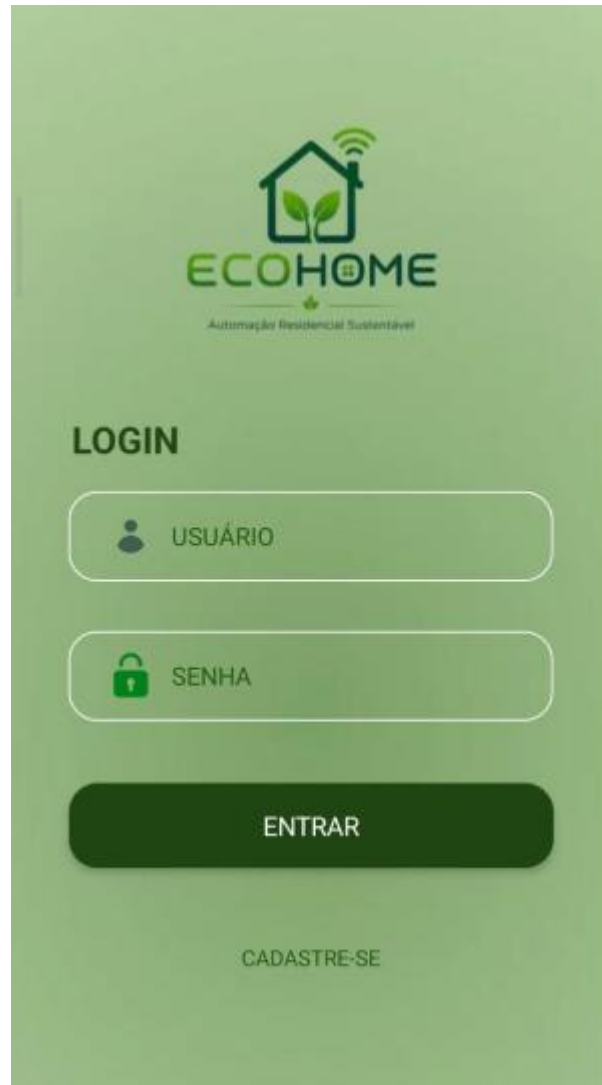 ECOHOME
Automação Residencial Sustentável
LOGIN
USUÁRIO
SENHA
ENTRAR
CADASTRE-SE